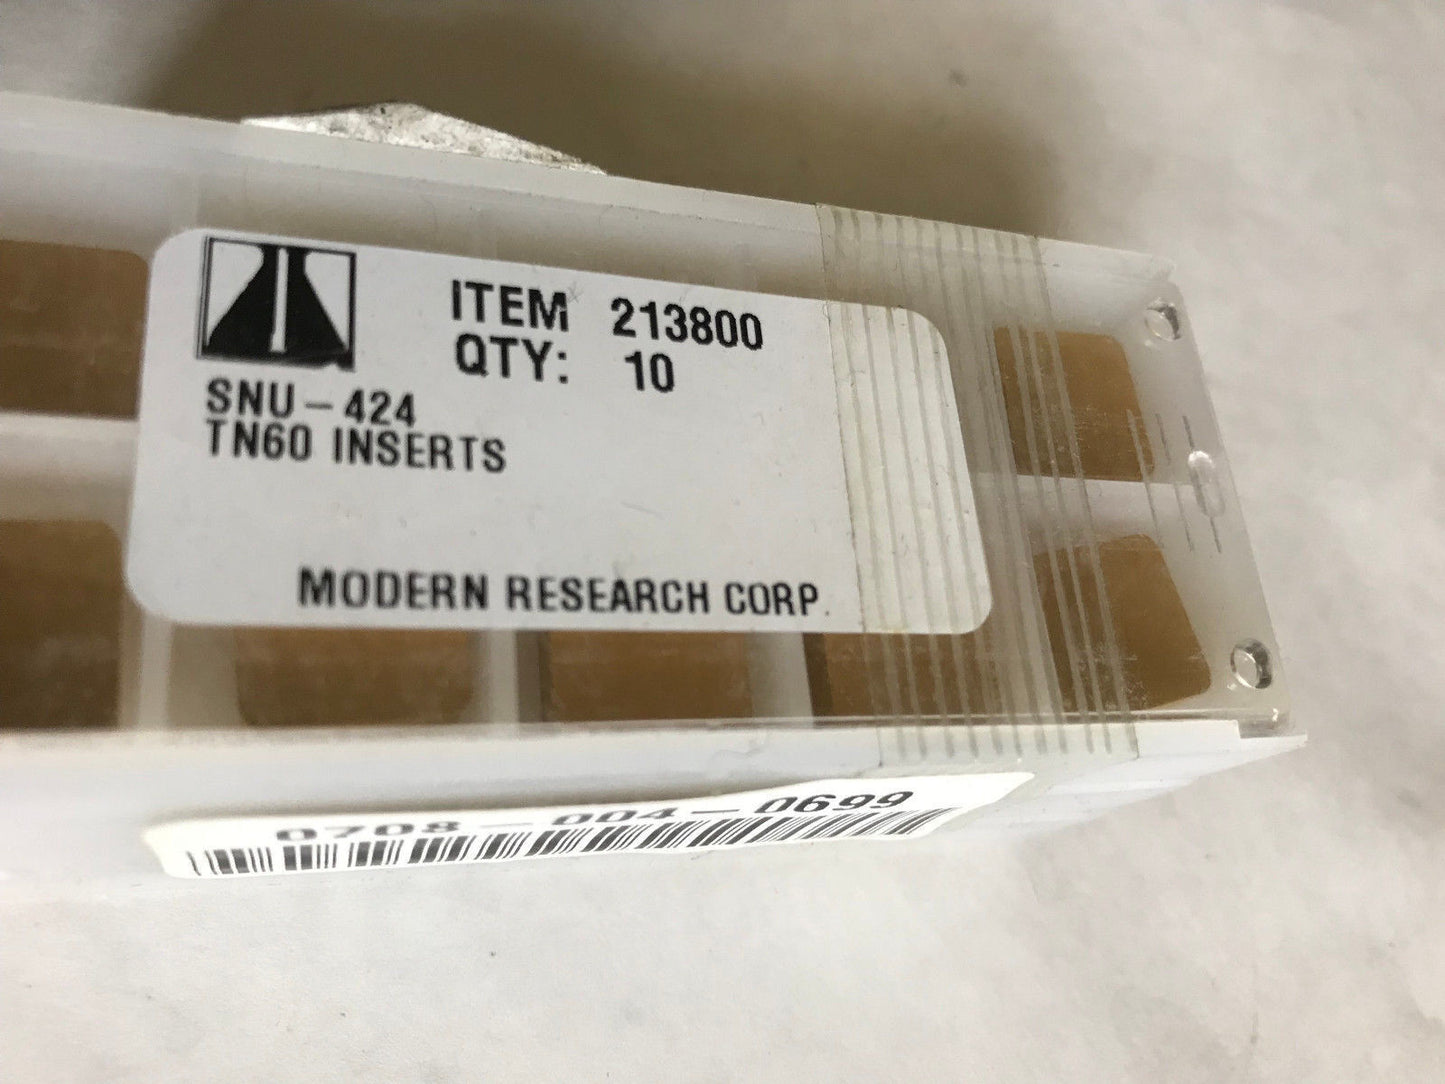 ITEM 213800
QTY: 10
SNU-424
TN60 INSERTS
MODERN RESEARCH CORP.
0708-004-0699